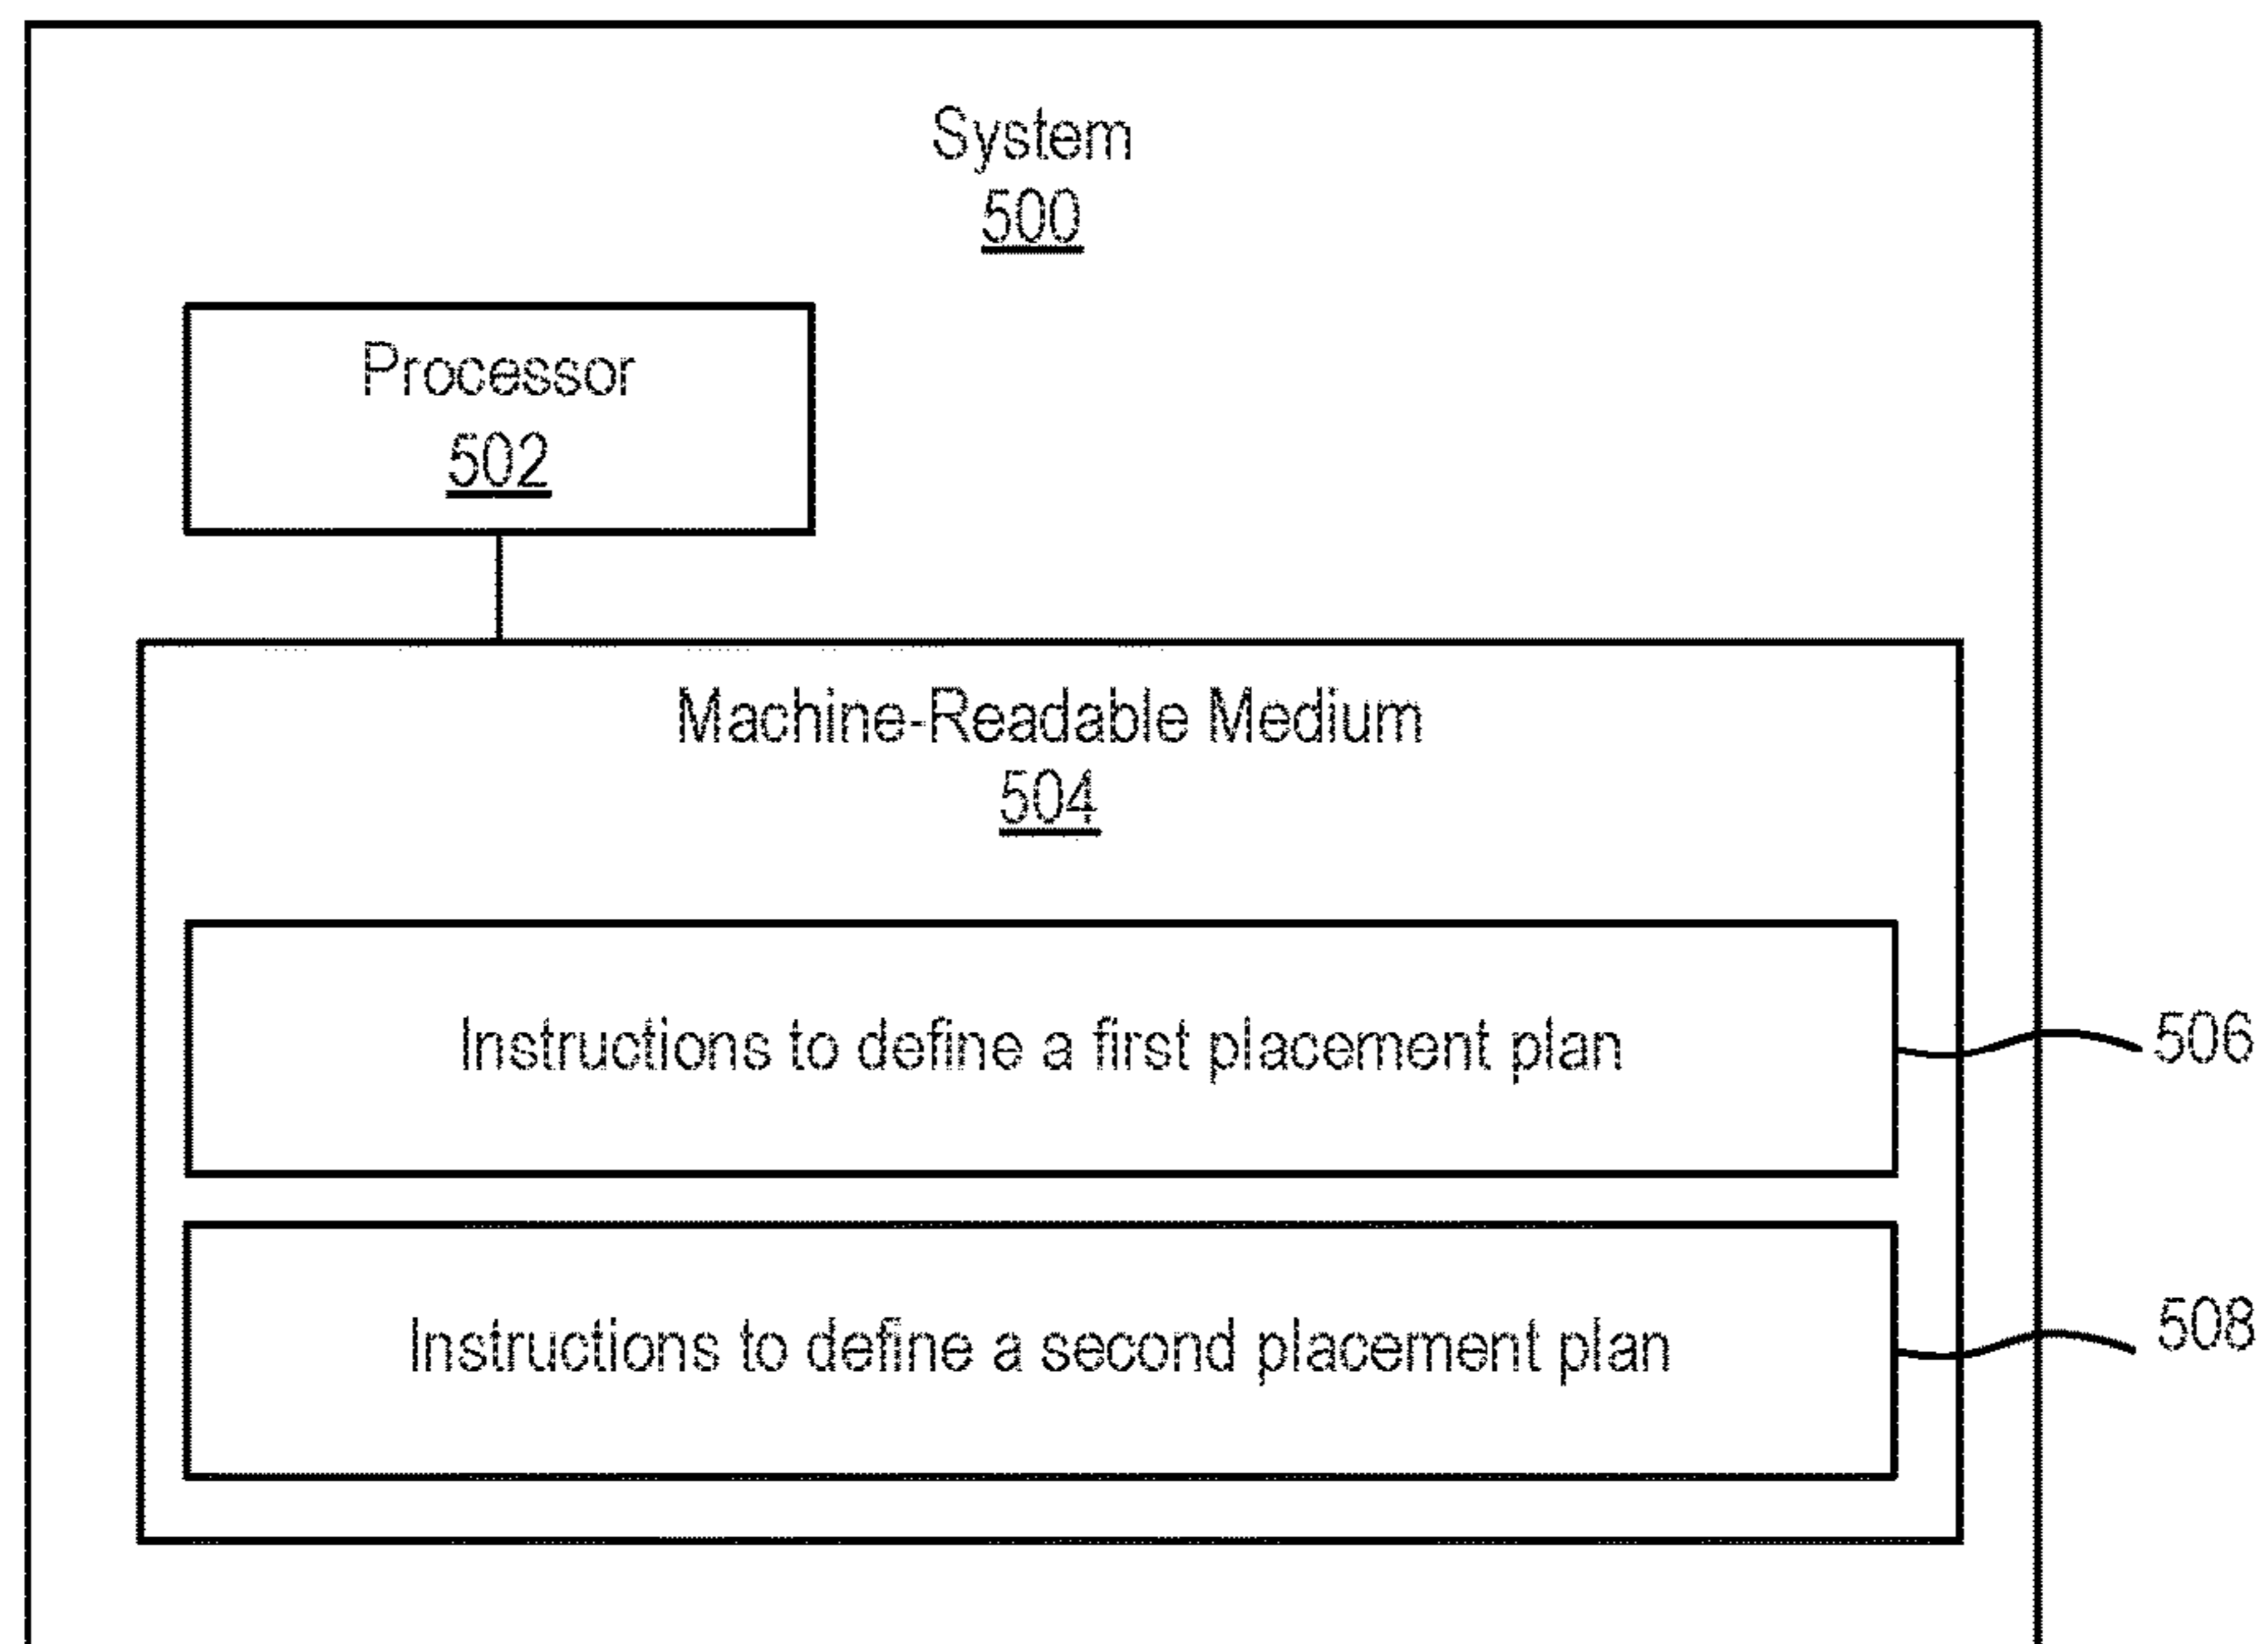 System
500
Processor
502
Machine-Readable Medium
504
Instructions to define a first placement plan
506
Instructions to define a second placement plan
508